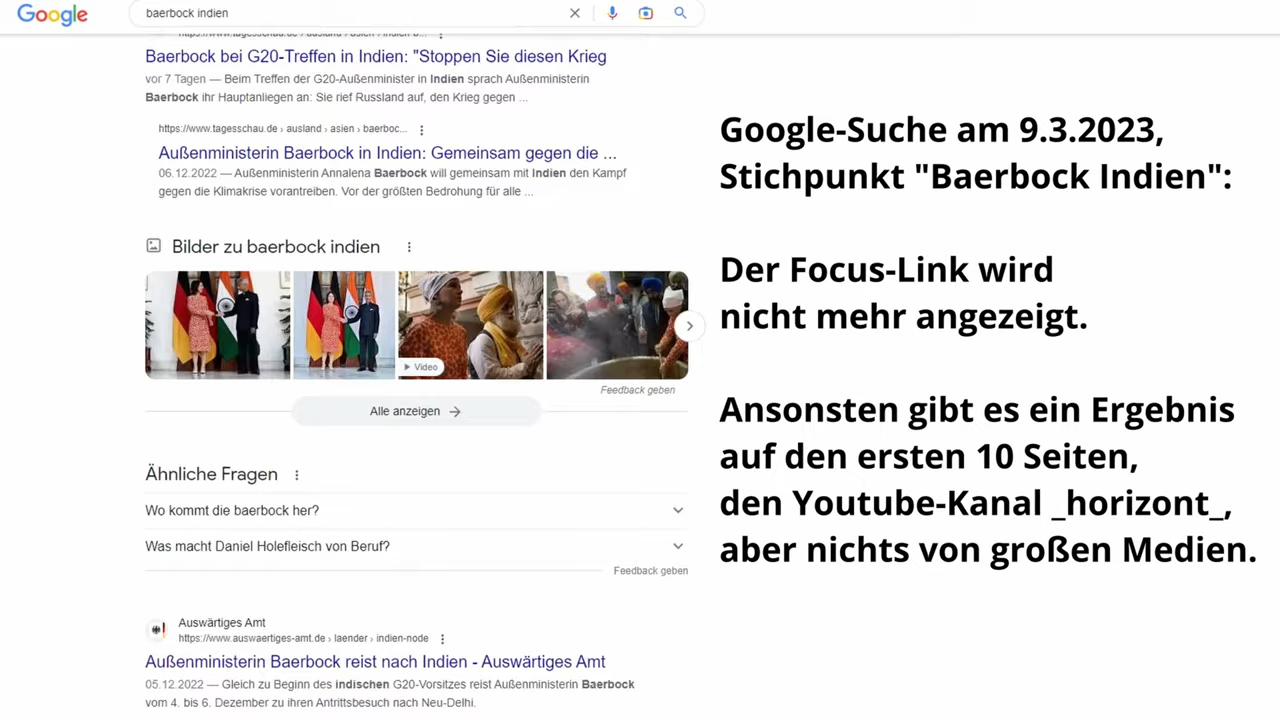 Google
baerbock indien
Baerbock bei G20-Treffen in Indien: "Stoppen Sie diesen Krieg
vor 7 Tagen — Beim Treffen der G20-Außenminister in Indien sprach Außenministerin
Baerbock ihr Hauptanliegen an: Sie rief Russland auf, den Krieg gegen ...
https://www.tagesschau.de › ausland › asien › baerboc...
Außenministerin Baerbock in Indien: Gemeinsam gegen die ...
06.12.2022 — Außenministerin Annalena Baerbock will gemeinsam mit Indien den Kampf
gegen die Klimakrise vorantreiben. Vor der größten Bedrohung für alle ...
Bilder zu baerbock indien
Video
Feedback geben
Alle anzeigen
Ähnliche Fragen
Wo kommt die baerbock her?
Was macht Daniel Holefleisch von Beruf?
Feedback geben
Auswärtiges Amt
https://www.auswaertiges-amt.de › laender › indien-node
Außenministerin Baerbock reist nach Indien - Auswärtiges Amt
05.12.2022 — Gleich zu Beginn des indischen G20-Vorsitzes reist Außenministerin Baerbock
vom 4. bis 6. Dezember zu ihren Antrittsbesuch nach Neu-Delhi.
Google-Suche am 9.3.2023,
Stichpunkt "Baerbock Indien":
Der Focus-Link wird
nicht mehr angezeigt.
Ansonsten gibt es ein Ergebnis
auf den ersten 10 Seiten,
den Youtube-Kanal _horizont_,
aber nichts von großen Medien.